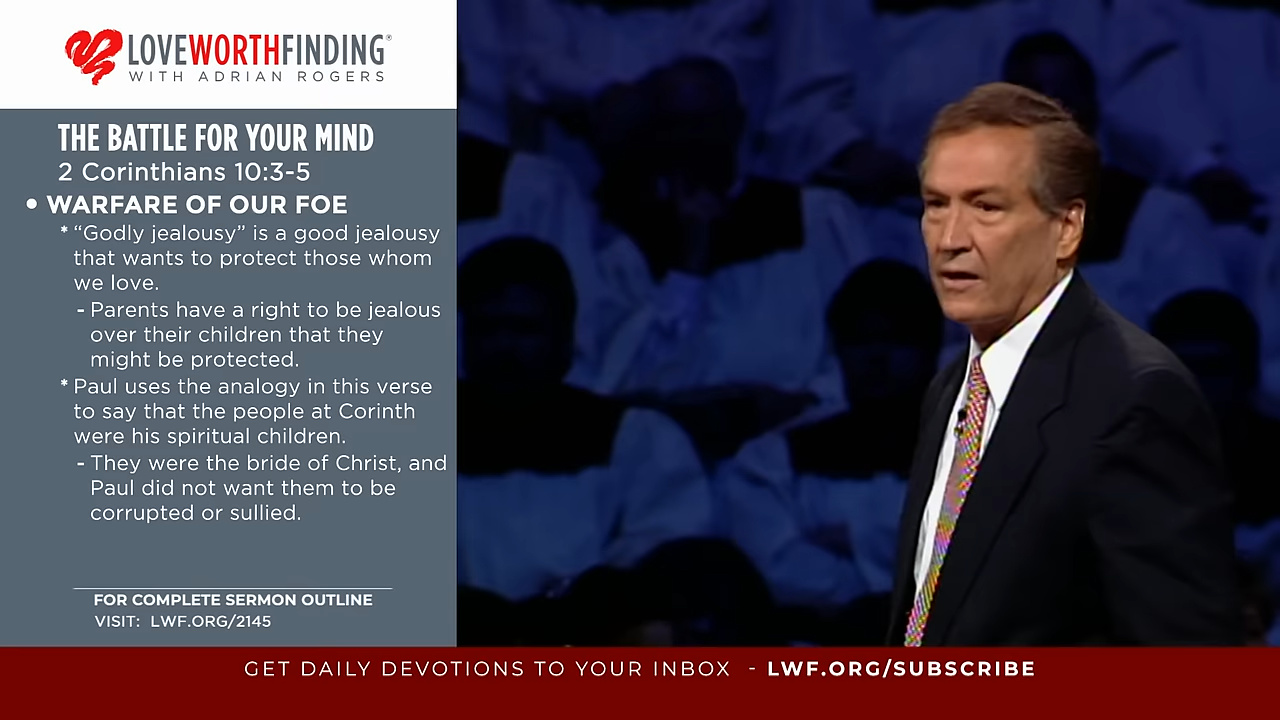 LOVEWORTHFINDING®
WITH ADRIAN ROGERS
THE BATTLE FOR YOUR MIND
2 Corinthians 10:3-5
• WARFARE OF OUR FOE
* “Godly jealousy” is a good jealousy
that wants to protect those whom
we love.
- Parents have a right to be jealous
over their children that they
might be protected.
* Paul uses the analogy in this verse
to say that the people at Corinth
were his spiritual children.
- They were the bride of Christ, and
Paul did not want them to be
corrupted or sullied.
FOR COMPLETE SERMON OUTLINE
VISIT: LWF.ORG/2145
GET DAILY DEVOTIONS TO YOUR INBOX - LWF.ORG/SUBSCRIBE